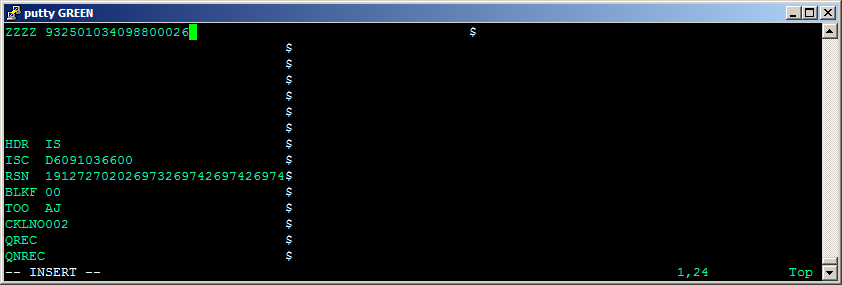 putty GREEN
ZZZZ 932501034098800026 $
$
$
$
$
$
$
HDR IS $
ISC D6091036600 $
RSN 191272702026973269742697426974$
BLKF 00 $
TOO AJ $
CKLNO002 $
QREC $
QNREC $
-- INSERT -- 1,24 Top